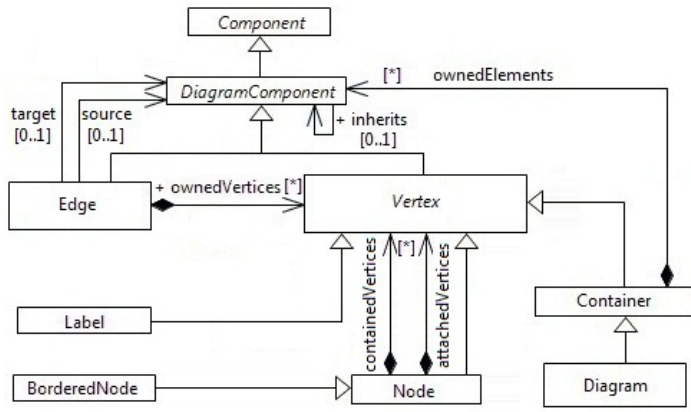 Component
[*] ownedElements
DiagramComponent
target source
[0..1] [0..1]
+ inherits
[0..1]
+ ownedVertices [*]
Edge
Vertex
[*]
containedVertices
attachedVertices
Label
Container
BorderedNode
Node
Diagram